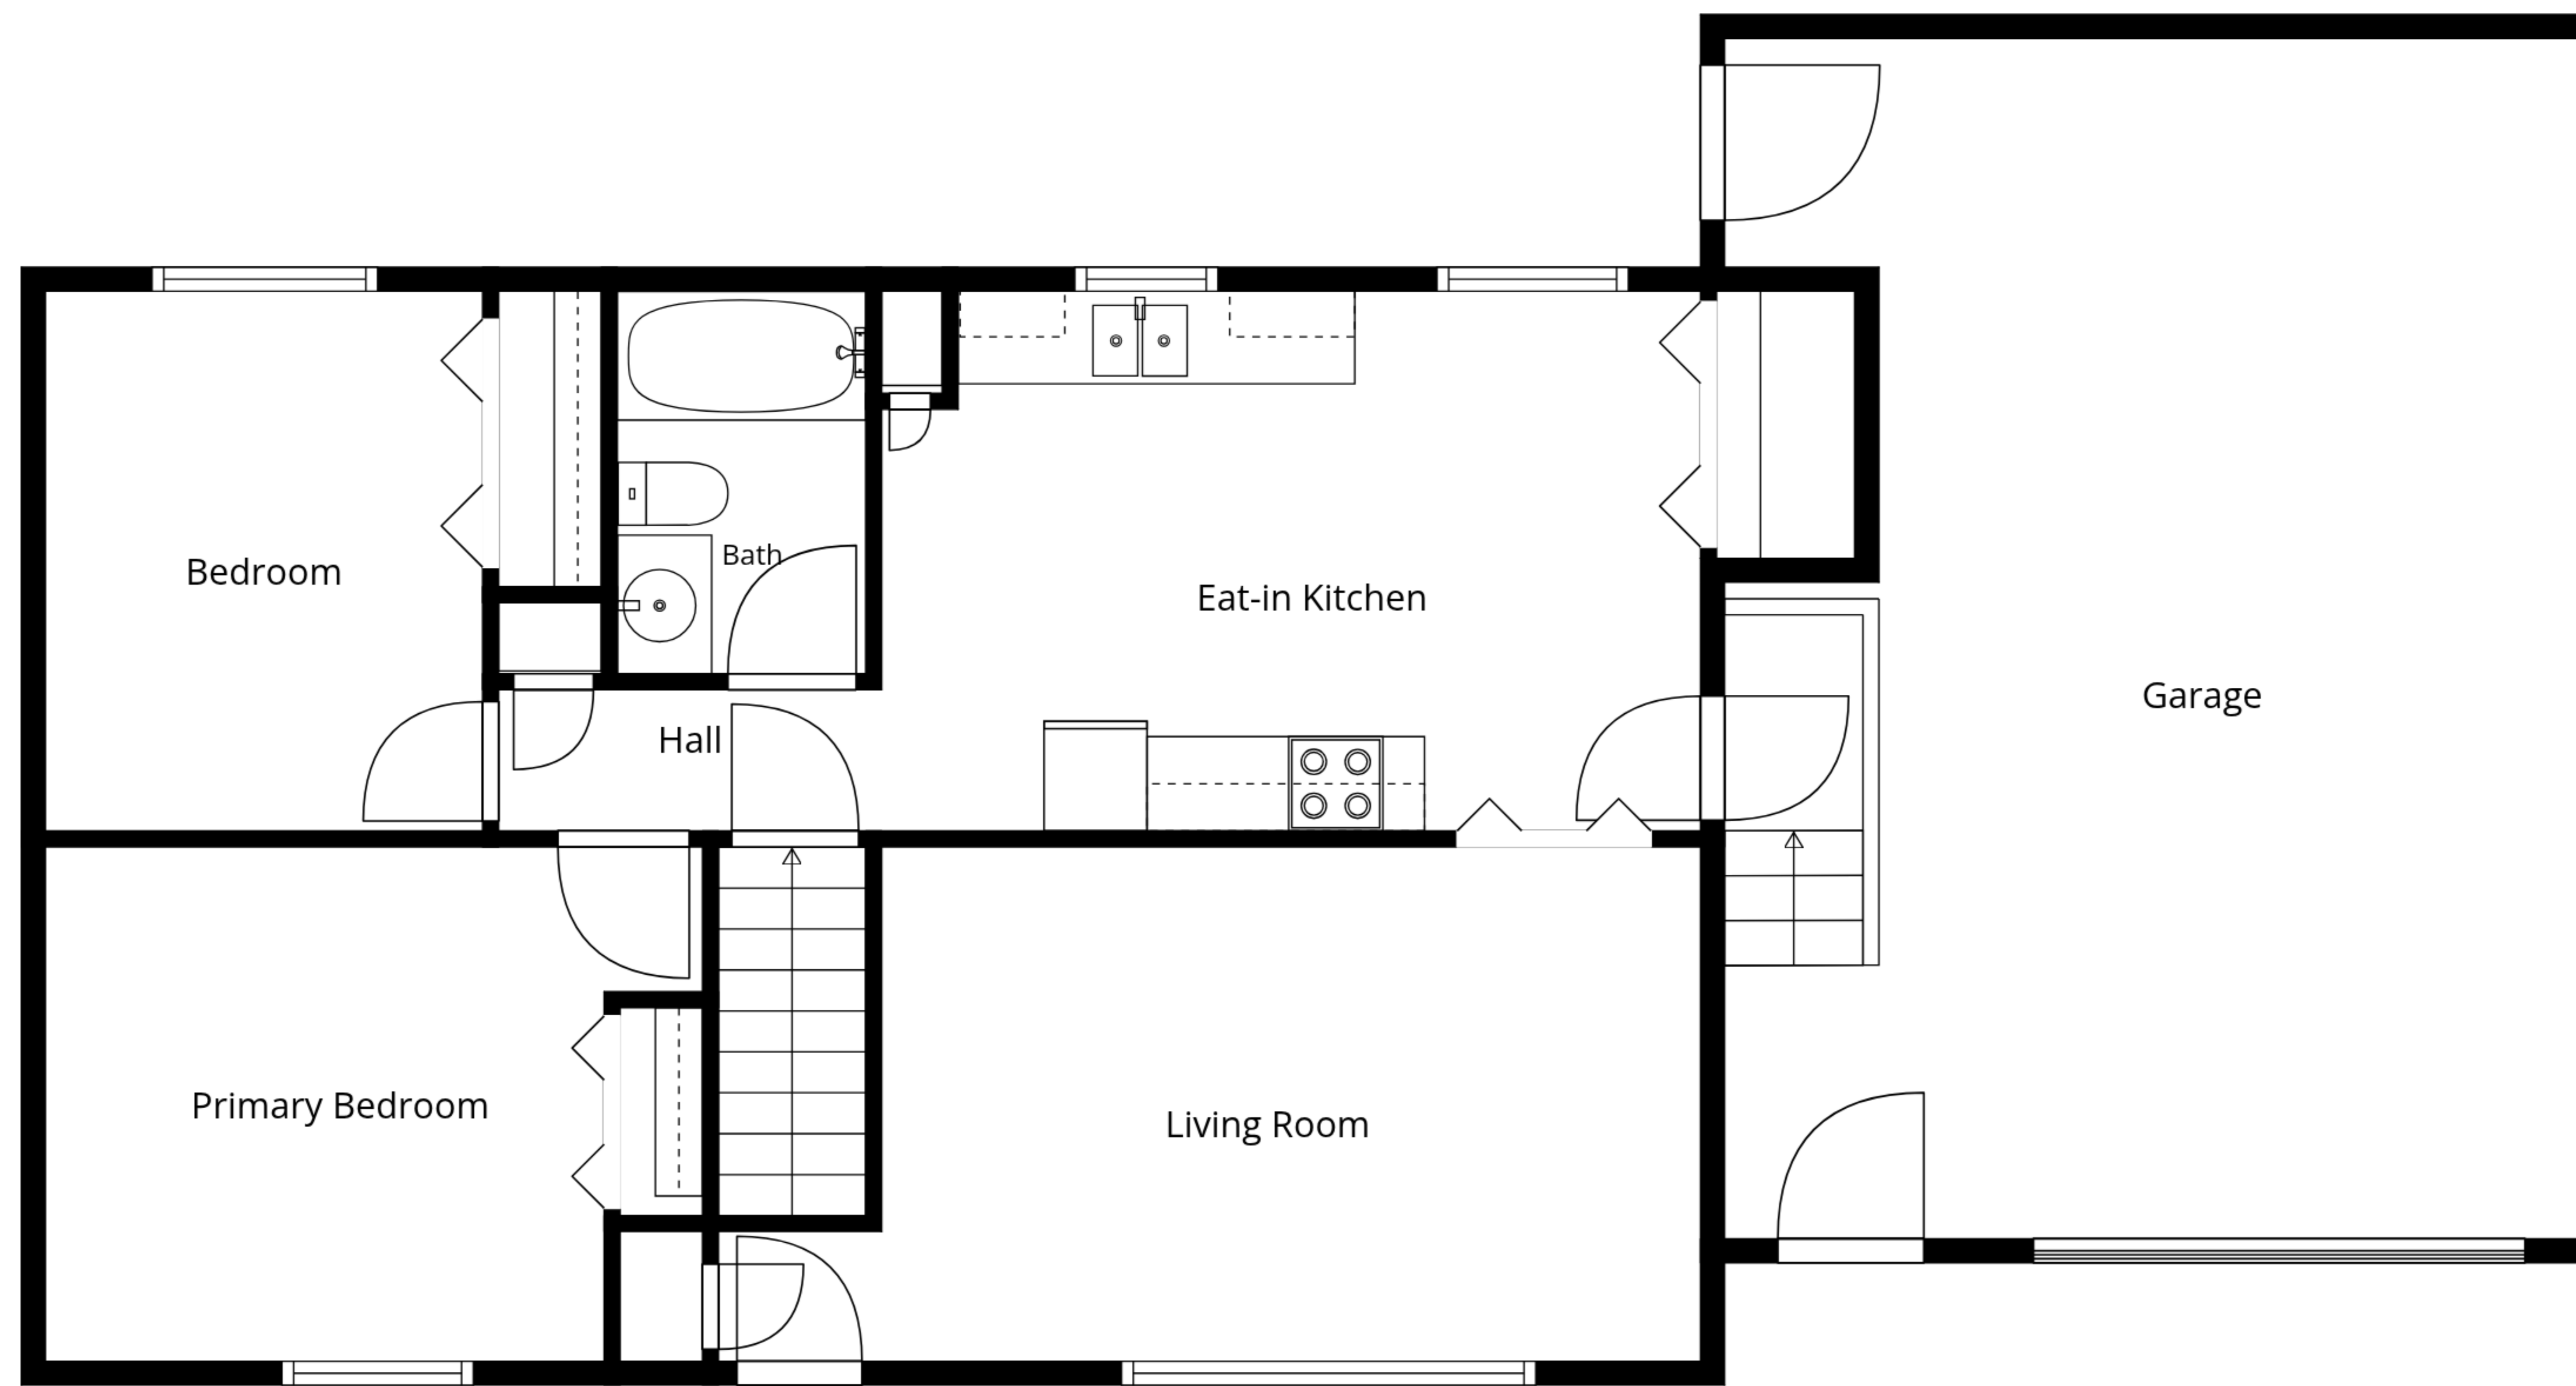 Bedroom
Bath
Eat-in Kitchen
Garage
Hall
Primary Bedroom
Living Room